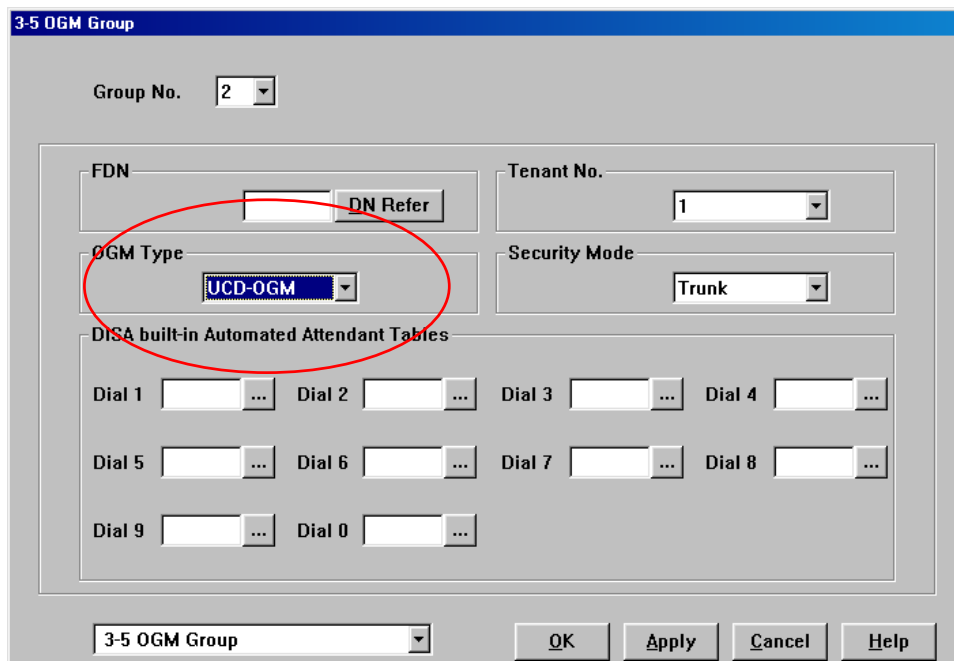 3-5 OGM Group
Group No. 2
FDN Tenant No.
DN Refer 1
OGM Type Security Mode
UCD-OGM Trunk
DISA built-in Automated Attendant Tables
Dial 1 ... Dial 2 ... Dial 3 ... Dial 4 ...
Dial 5 ... Dial 6 ... Dial 7 ... Dial 8 ...
Dial 9 ... Dial 0 ...
3-5 OGM Group OK Apply Cancel Help